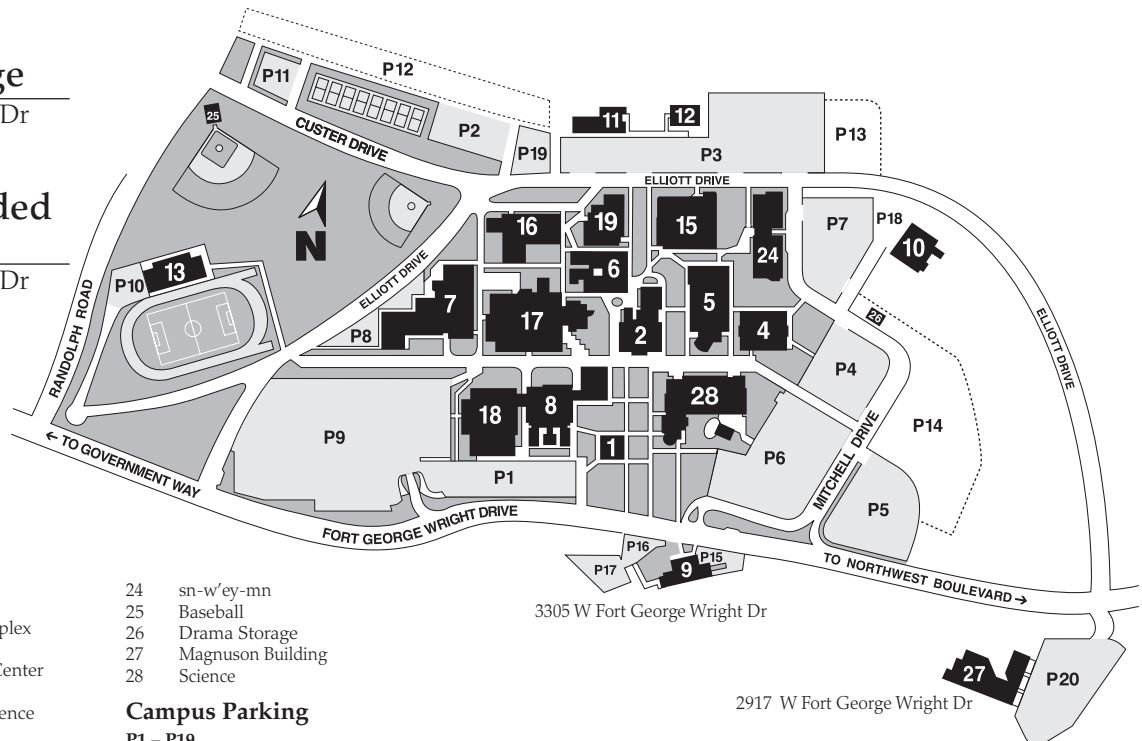 ge
Dr
ded
Dr
P12
P11
25
P2
CUSTER DRIVE
P19
11
12
P13
P3
ELLIOTT DRIVE
N
16
19
15
24
P7
P18
10
6
13
P10
ELLIOTT DRIVE
7
17
2
5
4
26
RANDOLPH ROAD
P8
ELLIOTT DRIVE
P4
P9
18
8
28
P14
1
MITCHELL DRIVE
P6
P1
P5
← TO GOVERNMENT WAY
FORT GEORGE WRIGHT DRIVE
P16
P15
P17
9
TO NORTHWEST BOULEVARD →
3305 W Fort George Wright Dr
24 sn-w'ey-mn
25 Baseball
26 Drama Storage
27 Magnuson Building
28 Science
plex
Center
ence
Campus Parking
P1 – P19
27
P20
2917 W Fort George Wright Dr